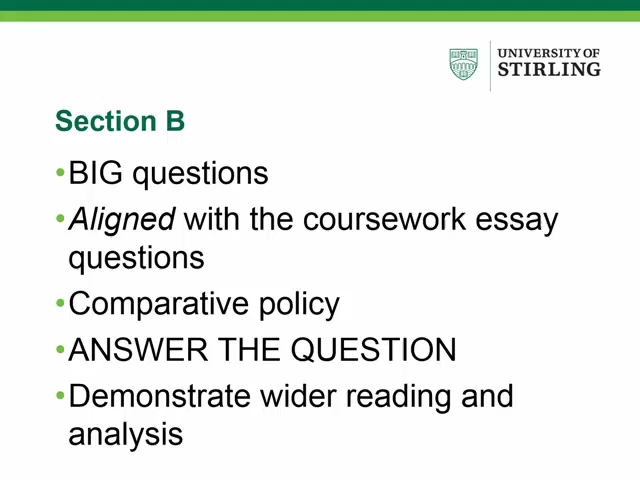 UNIVERSITY OF
STIRLING
Section B
•BIG questions
•Aligned with the coursework essay
questions
•Comparative policy
•ANSWER THE QUESTION
•Demonstrate wider reading and
analysis